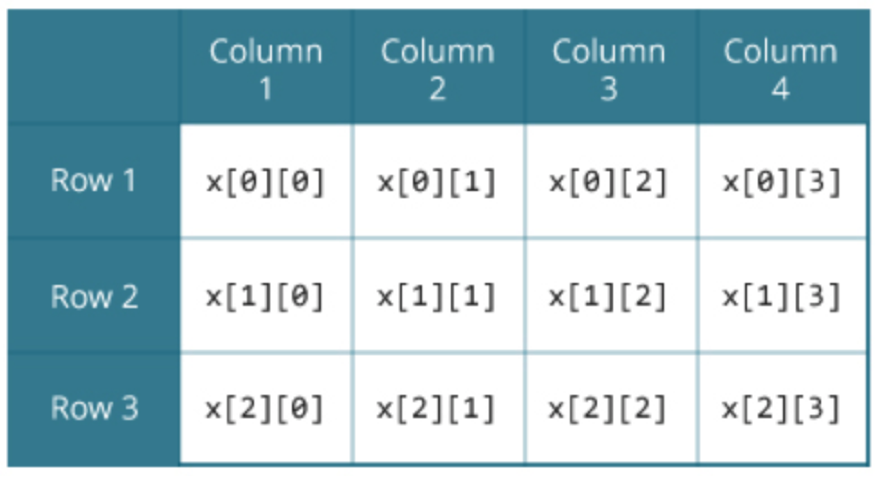 Column 1 Column 2 Column 3 Column 4
Row 1 x[0][0] x[0][1] x[0][2] x[0][3]
Row 2 x[1][0] x[1][1] x[1][2] x[1][3]
Row 3 x[2][0] x[2][1] x[2][2] x[2][3]